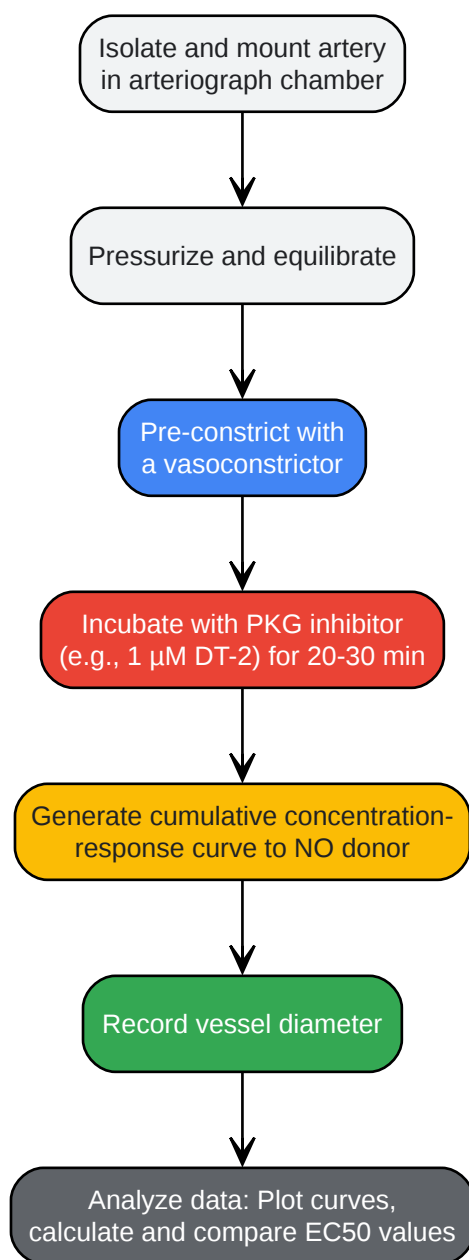 Isolate and mount artery
in arteriograph chamber
Pressurize and equilibrate
Pre-constrict with
a vasoconstrictor
Incubate with PKG inhibitor
(e.g., 1 µM DT-2) for 20-30 min
Generate cumulative concentration-
response curve to NO donor
Record vessel diameter
Analyze data: Plot curves,
calculate and compare EC50 values